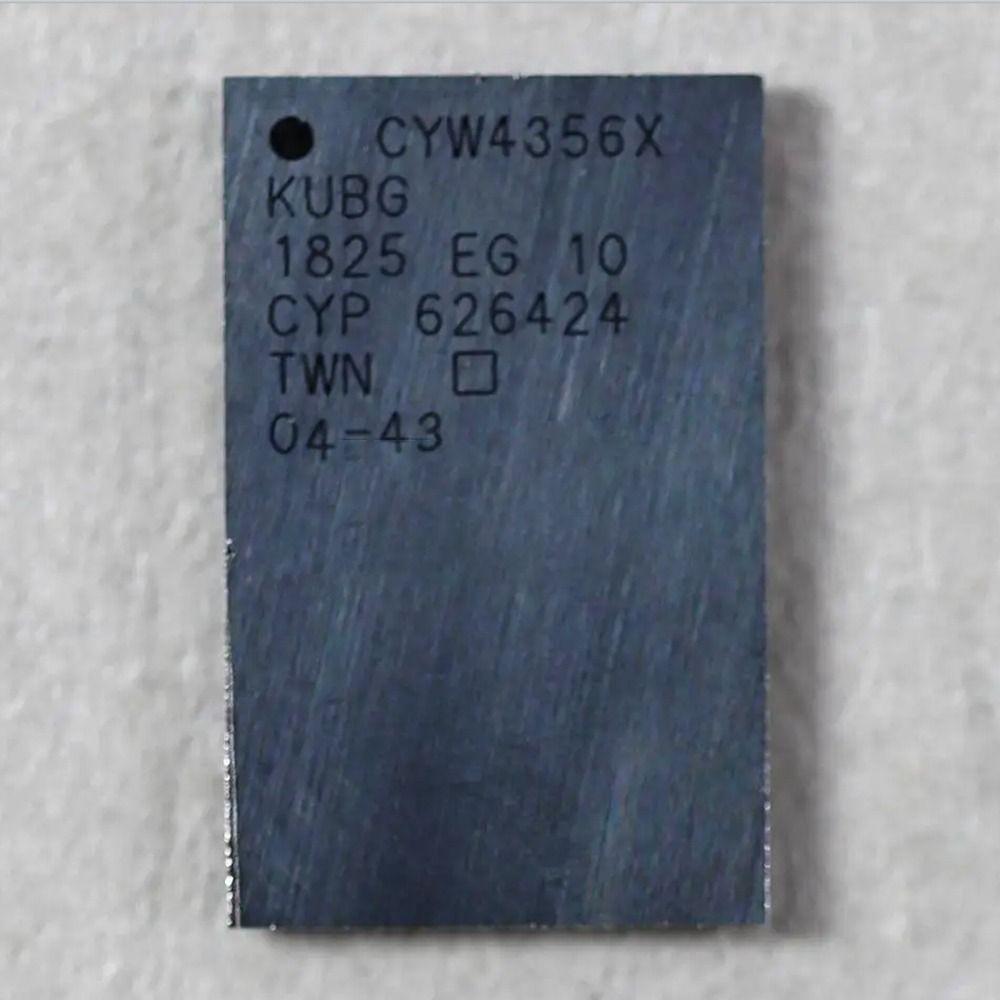 CYW4356X
KUBG
1825 EG 10
CYP 626424
TWN
04-43